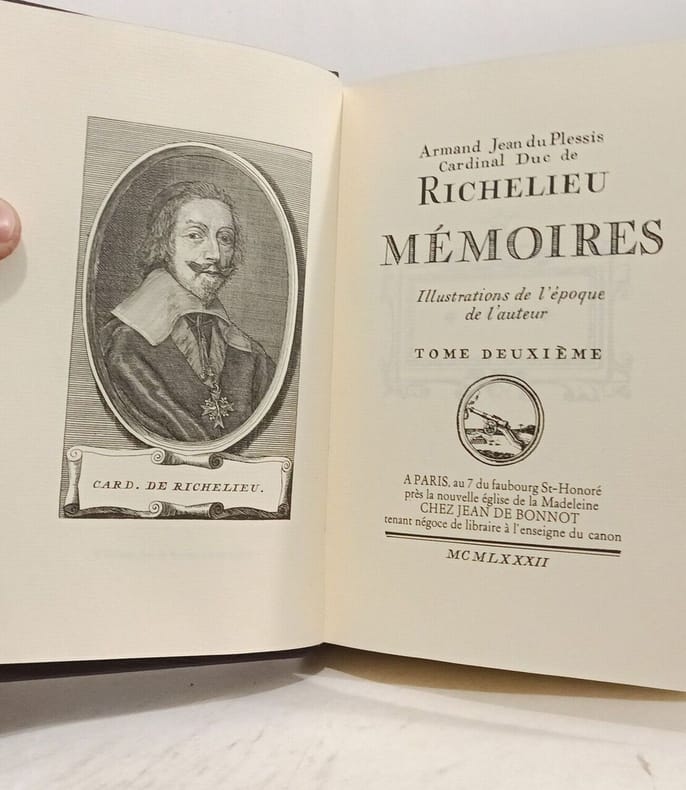 CARD. DE RICHELIEU.
Armand Jean du Plessis
Cardinal Duc de
RICHELIEU
MÉMOIRES
Illustrations de l'époque
de l'auteur
TOME DEUXIÈME
A PARIS, au 7 du faubourg St-Honoré
près la nouvelle église de la Madeleine
CHEZ JEAN DE BONNOT
tenant négoce de libraire à l'enseigne du canon
MCMLXXXII